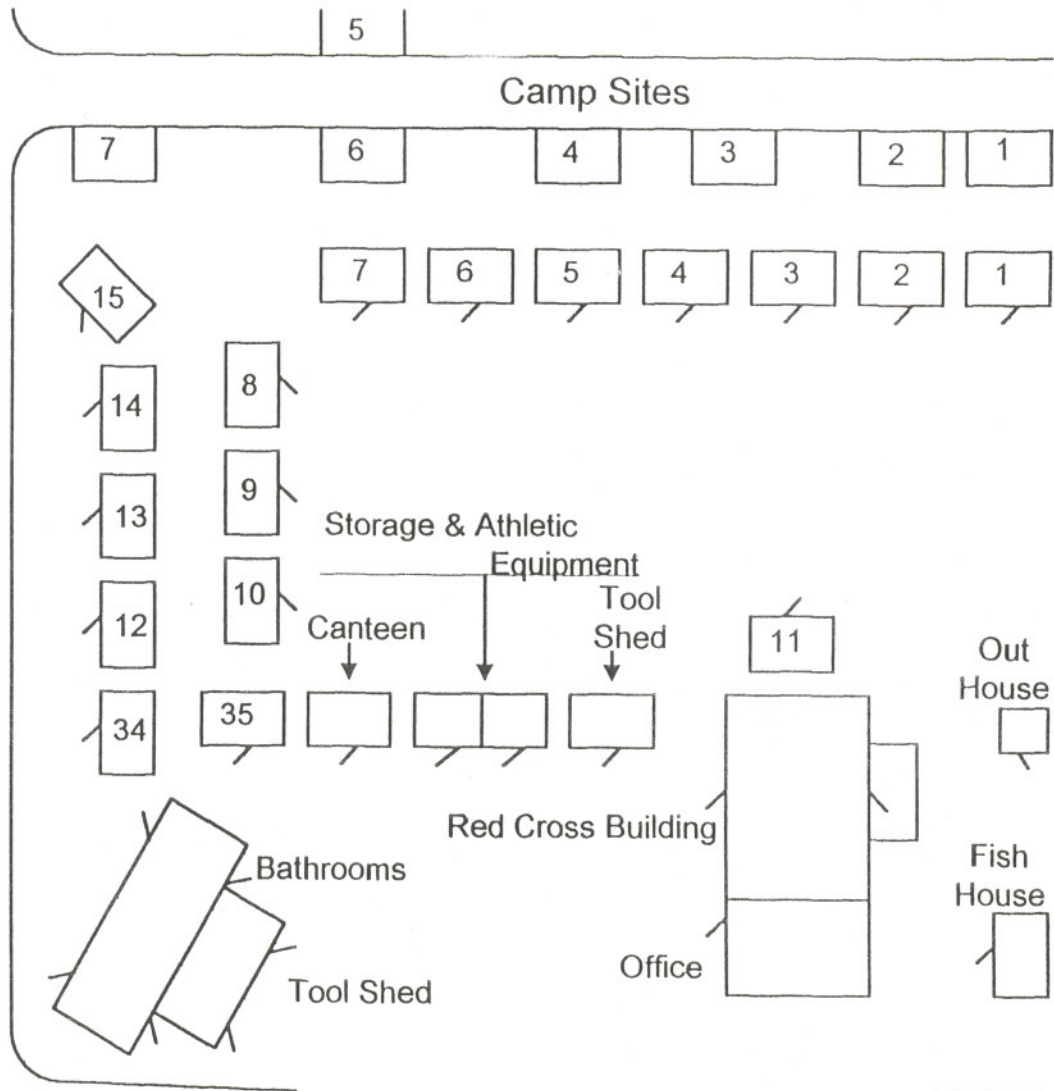 5
Camp Sites
7 6 4 3 2 1
7 6 5 4 3 2 1
15
8
14
9
13
Storage & Athletic
Equipment
10
Tool
Shed
12
Canteen
11
Out
House
35
34
Red Cross Building
Bathrooms
Fish
House
Office
Tool Shed